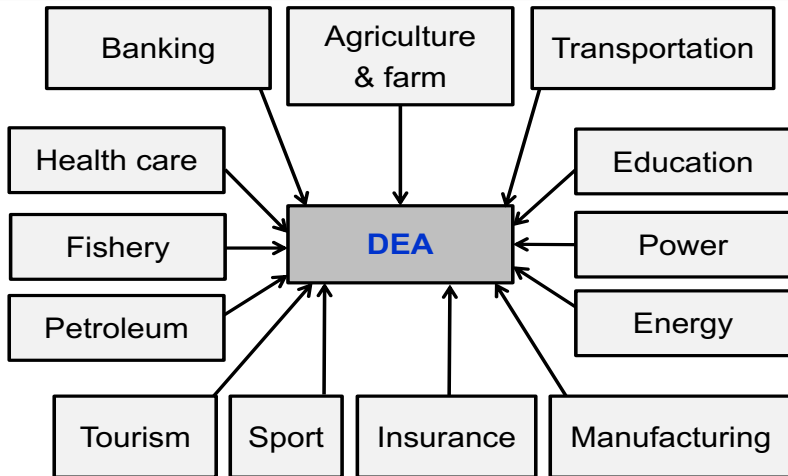 Banking
Agriculture
& farm
Transportation
Health care
Education
DEA
Fishery
Power
Petroleum
Energy
Tourism
Sport
Insurance
Manufacturing